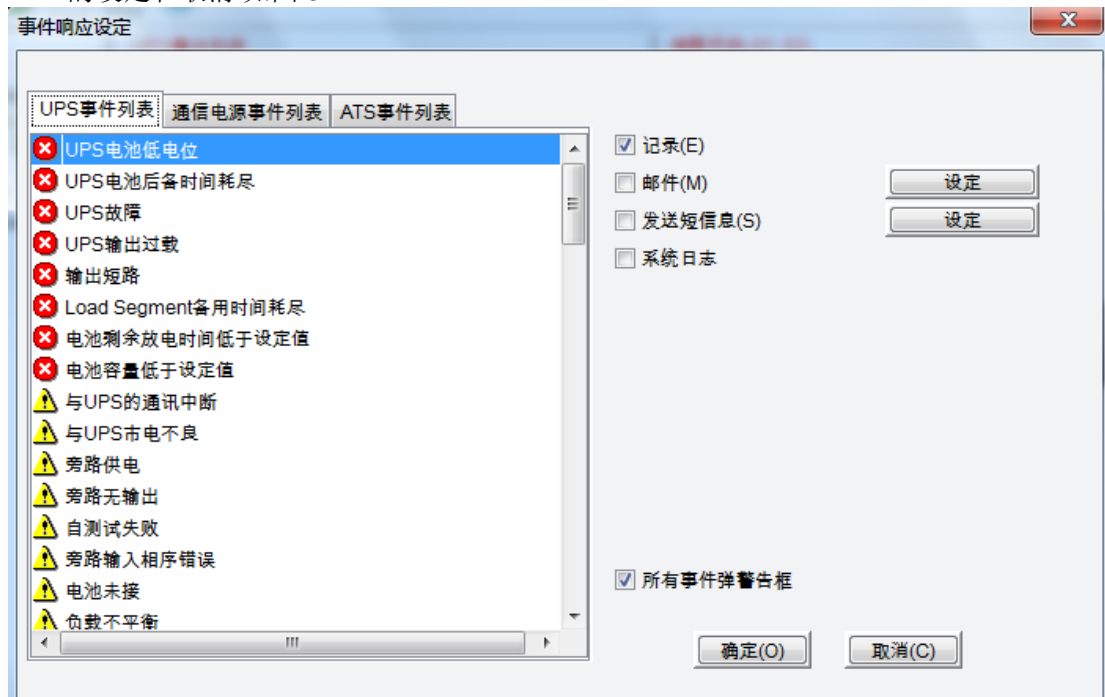 事件响应设定
UPS事件列表 通信电源事件列表 ATS事件列表
UPS电池低电位
UPS电池后备时间耗尽
UPS故障
UPS输出过载
输出短路
Load Segment备用时间耗尽
电池剩余放电时间低于设定值
电池容量低于设定值
与UPS的通讯中断
与UPS市电不良
旁路供电
旁路无输出
自测试失败
旁路输入相序错误
电池未接
负载不平衡
记录(E)
邮件(M) 设定
发送短信息(S) 设定
系统日志
所有事件弹警告框
确定(O) 取消(C)